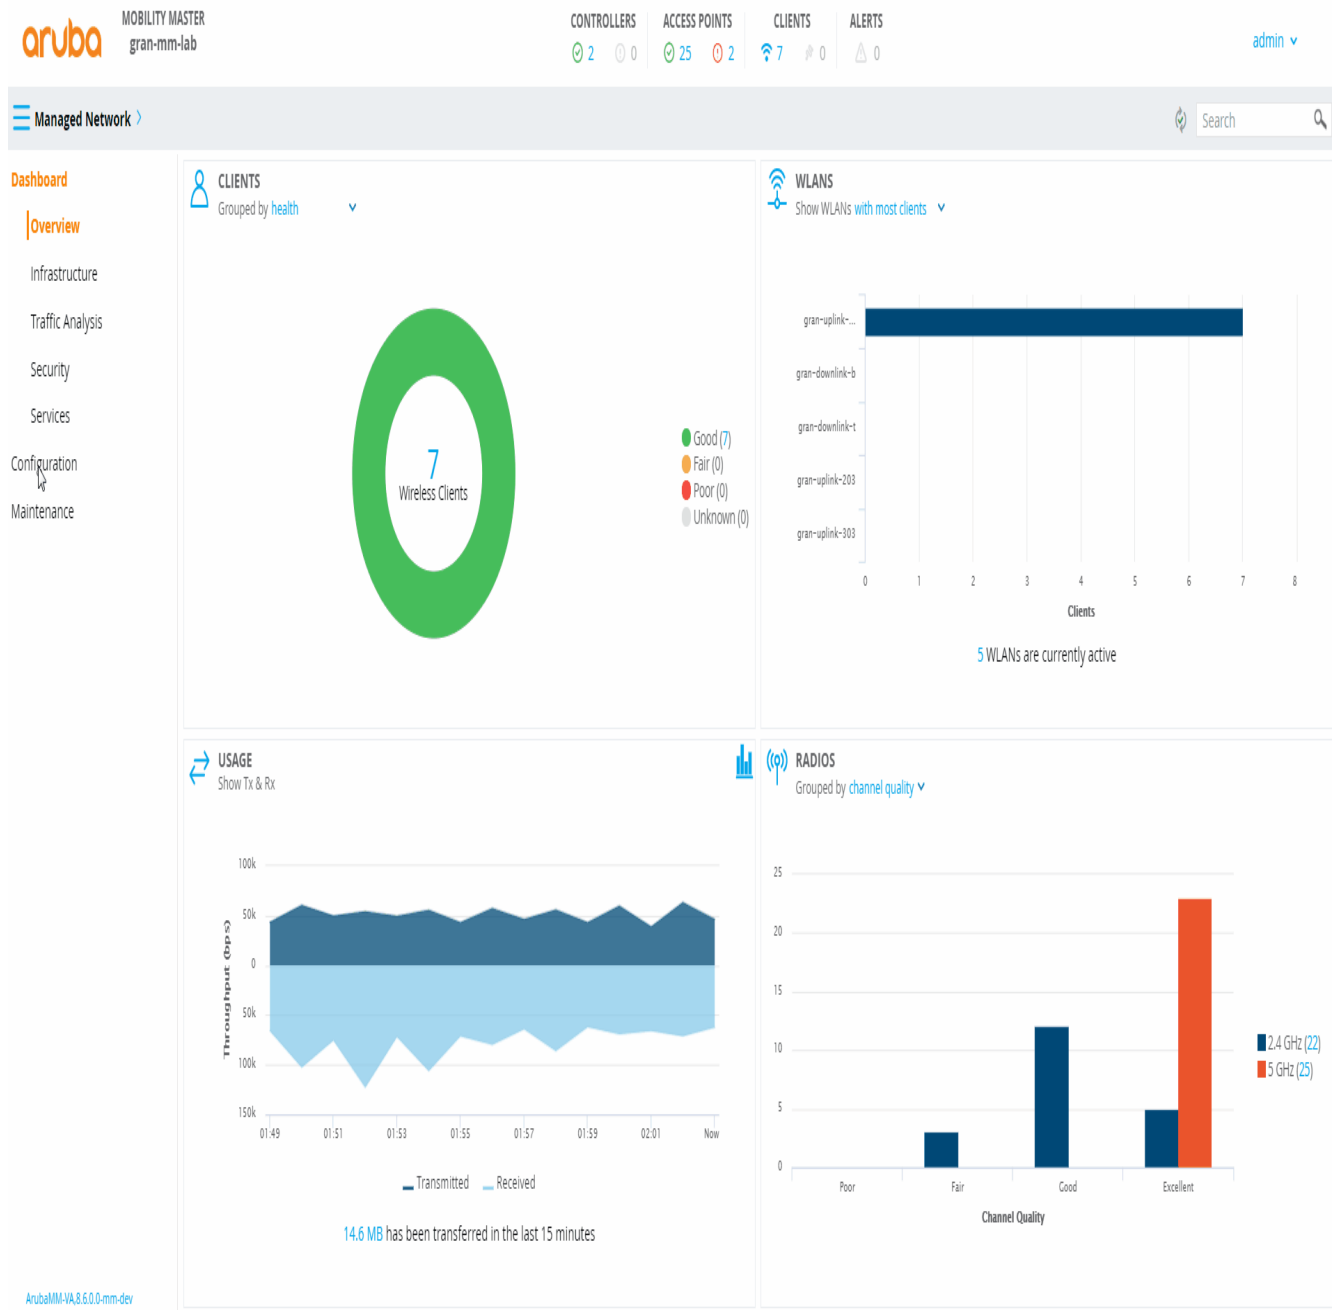 aruba
MOBILITY MASTER
gran-mm-lab
CONTROLLERS
2 0
ACCESS POINTS
25 2
CLIENTS
7 0
ALERTS
0
admin
Managed Network
Search
Dashboard
Overview
Infrastructure
Traffic Analysis
Security
Services
Configuration
Maintenance
CLIENTS
Grouped by health
7
Wireless Clients
Good (7)
Fair (0)
Poor (0)
Unknown (0)
WLANS
Show WLANs with most clients
gran-uplink-...
gran-downlink-b
gran-downlink-t
gran-uplink-203
gran-uplink-303
0 1 2 3 4 5 6 7 8
Clients
5 WLANs are currently active
USAGE
Show Tx & Rx
Throughput (bps)
100k
50k
0
50k
100k
150k
01:49 01:51 01:53 01:55 01:57 01:59 02:01 Now
Transmitted Received
14.6 MB has been transferred in the last 15 minutes
RADIOS
Grouped by channel quality
25
20
15
10
5
0
Poor Fair Good Excellent
Channel Quality
2.4 GHz (22)
5 GHz (25)
ArubaMM-VA,8.6.0.0-mm-dev